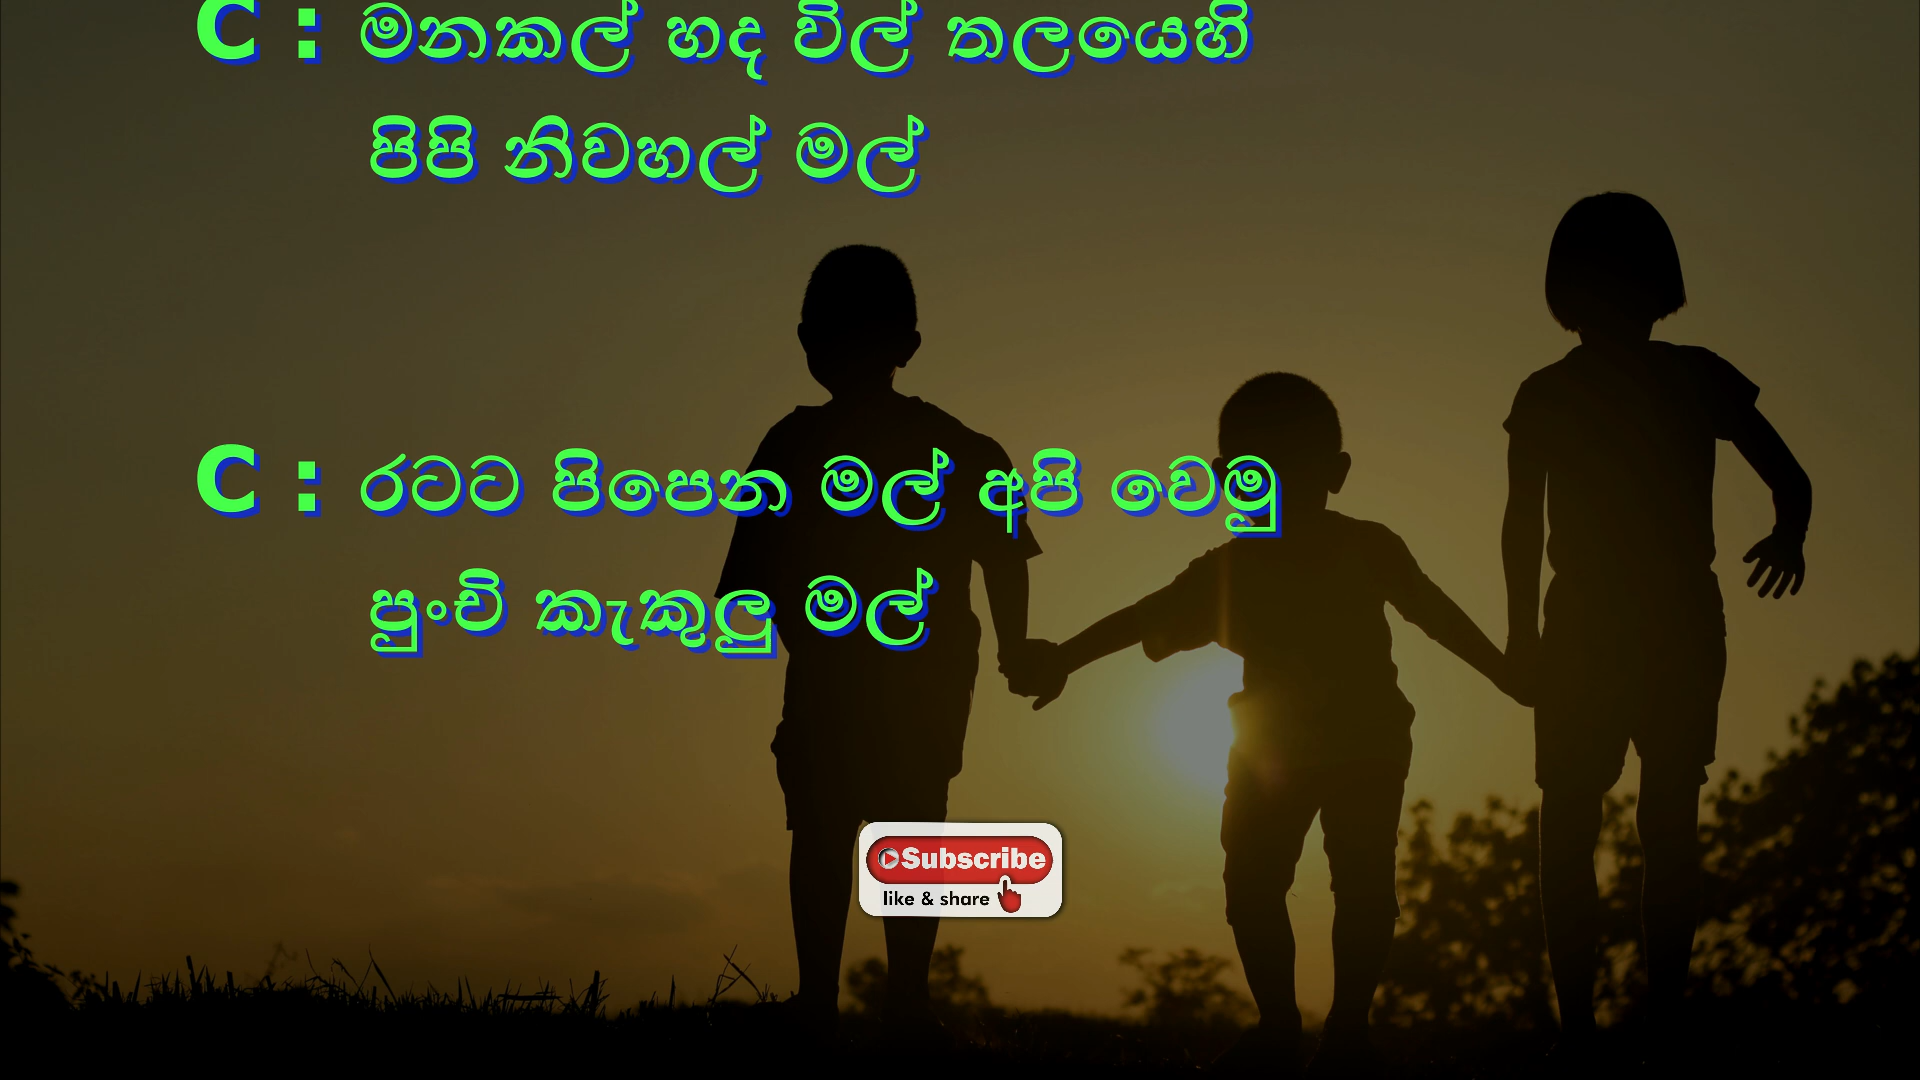 C : මනකල් හද විල් තලයෙහි
පිපි නිවහල් මල්
C : රටට පිපෙන මල් අපි වෙමු
පුංචි කැකුලු මල්
Subscribe
like & share